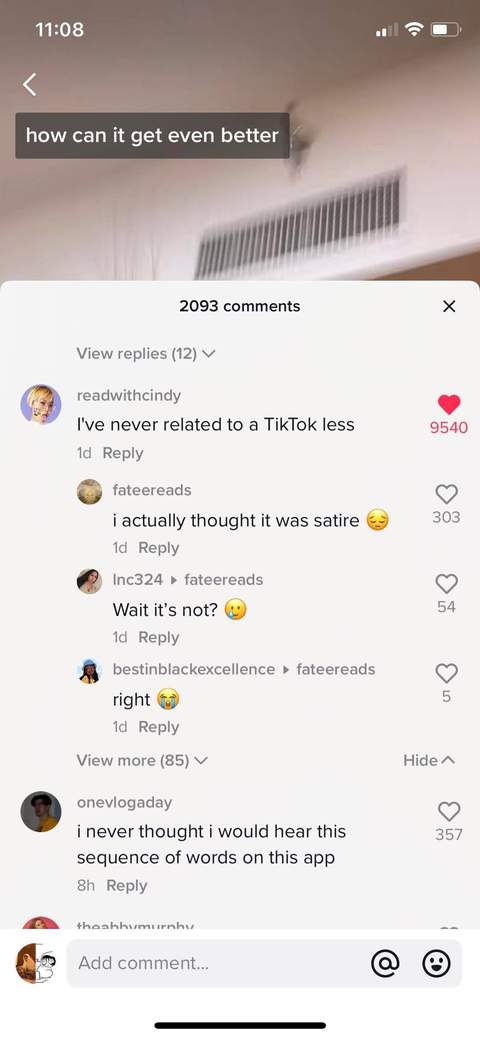 11:08
how can it get even better
2093 comments
View replies (12)
readwithcindy
I've never related to a TikTok less
9540
1d Reply
fateereads
i actually thought it was satire 😔
303
1d Reply
lnc324 ▸ fateereads
Wait it's not? 🥲
54
1d Reply
bestinblackexcellence ▸ fateereads
right 😭
5
1d Reply
View more (85)
Hide
onevlogaday
i never thought i would hear this
sequence of words on this app
357
8h Reply
theabbymurphy
Add comment...